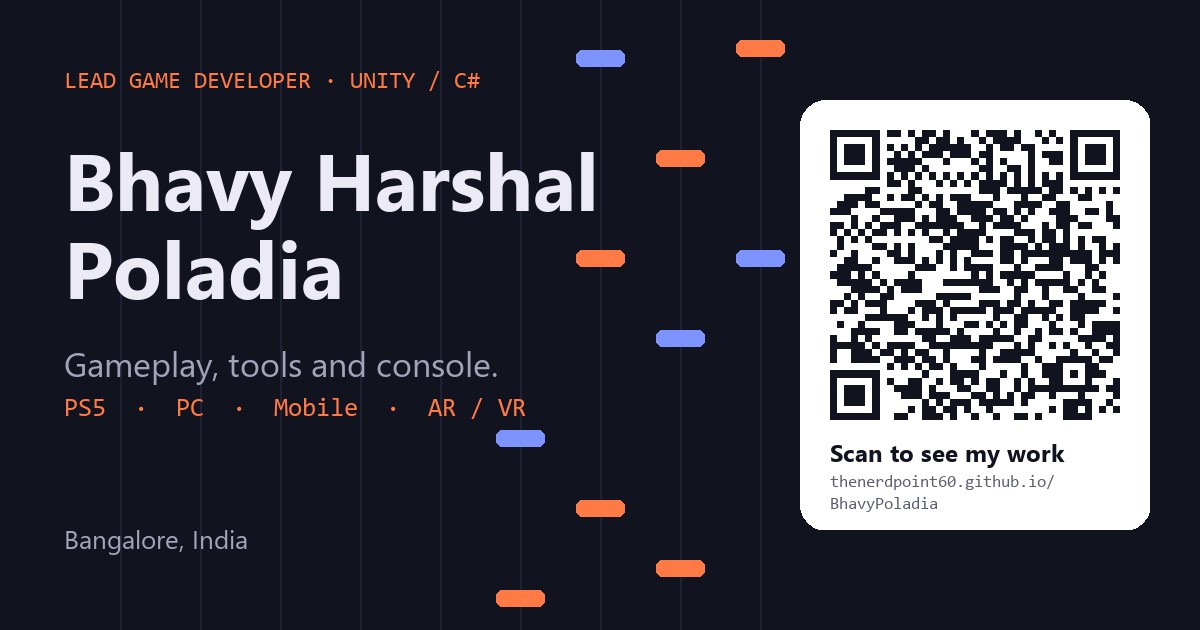 LEAD GAME DEVELOPER · UNITY / C#
Bhavy Harshal
Poladia
Gameplay, tools and console.
PS5 · PC · Mobile · AR / VR
Bangalore, India
Scan to see my work
thenerdpoint60.github.io/
BhavyPoladia